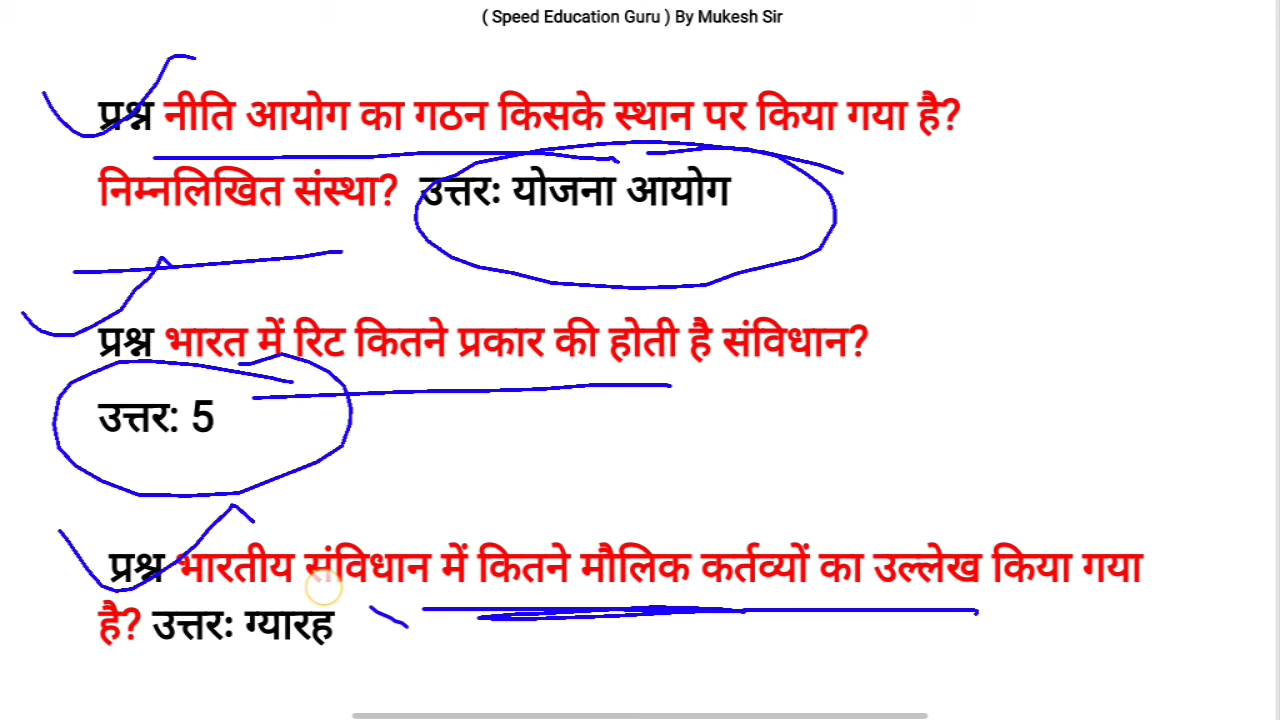 ( Speed Education Guru ) By Mukesh Sir
प्रश्न नीति आयोग का गठन किसके स्थान पर किया गया है?
निम्नलिखित संस्था? उत्तरः योजना आयोग
प्रश्न भारत में रिट कितने प्रकार की होती है संविधान?
उत्तर: 5
प्रश्न भारतीय संविधान में कितने मौलिक कर्तव्यों का उल्लेख किया गया
है? उत्तरः ग्यारह